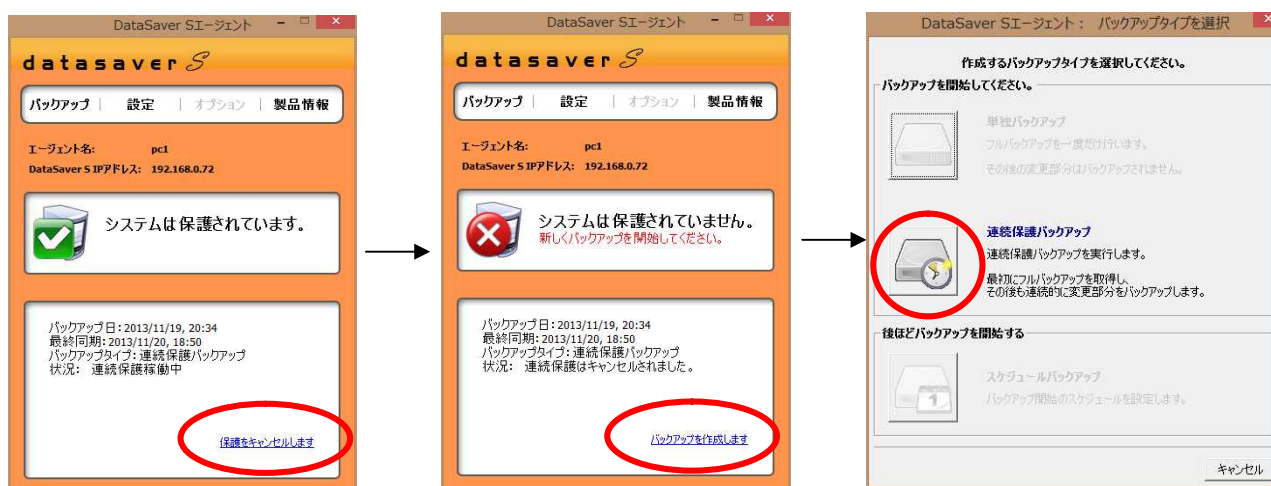 DataSaver Sエージェント
datasaver S
バックアップ | 設定 | オプション | 製品情報
エージェント名: pc1
DataSaver S IPアドレス: 192.168.0.72
システムは保護されています。
バックアップ日:2013/11/19, 20:34
最終同期:2013/11/20, 18:50
バックアップタイプ:連続保護バックアップ
状況: 連続保護稼働中
保護をキャンセルします
DataSaver Sエージェント
datasaver S
バックアップ | 設定 | オプション | 製品情報
エージェント名: pc1
DataSaver S IPアドレス: 192.168.0.72
システムは保護されていません。
新しくバックアップを開始してください。
バックアップ日:2013/11/19, 20:34
最終同期:2013/11/20, 18:50
バックアップタイプ:連続保護バックアップ
状況: 連続保護はキャンセルされました。
バックアップを作成します
DataSaver Sエージェント: バックアップタイプを選択
作成するバックアップタイプを選択してください。
バックアップを開始してください。
単独バックアップ
フルバックアップを一度だけ行います。
その後の変更部分はバックアップされません。
連続保護バックアップ
連続保護バックアップを実行します。
最初にフルバックアップを取得し、
その後も連続的に変更部分をバックアップします。
後ほどバックアップを開始する
1
スケジュールバックアップ
バックアップ開始のスケジュールを設定します。
キャンセル